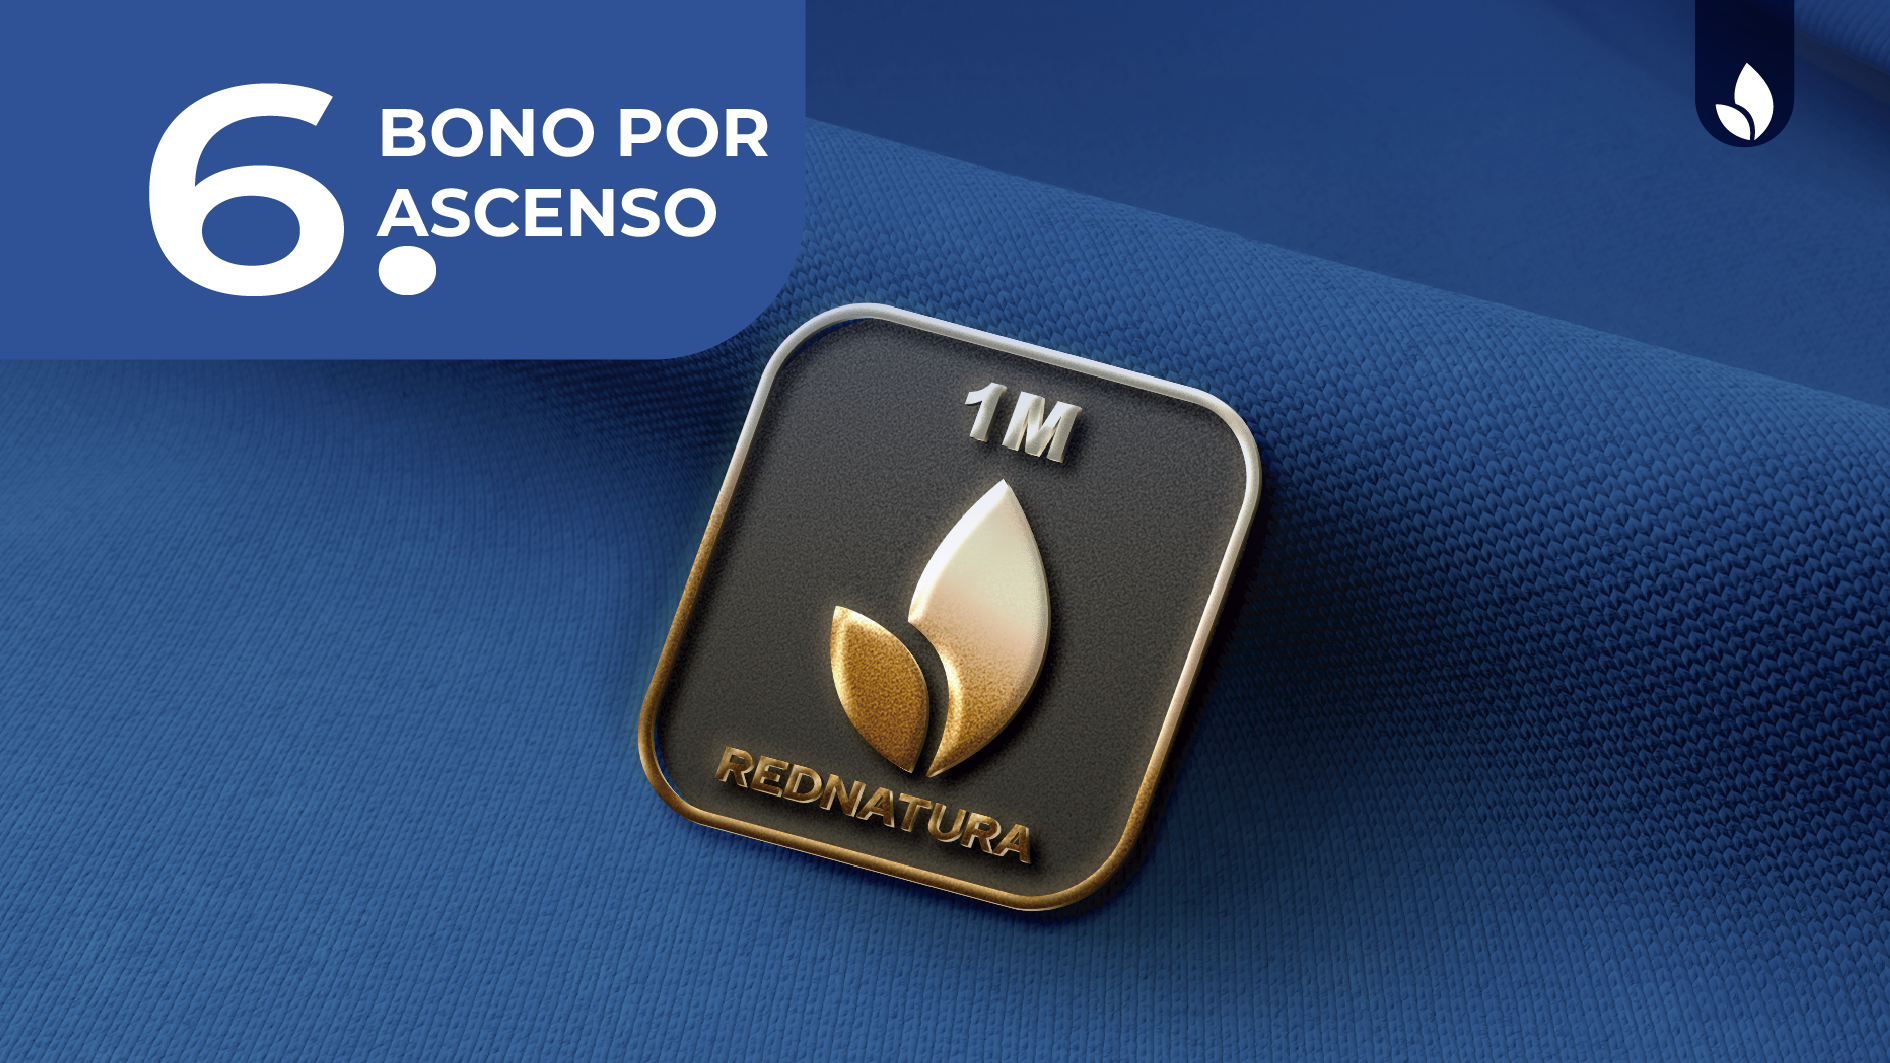 6.
BONO POR
ASCENSO
1M
REDNATURA